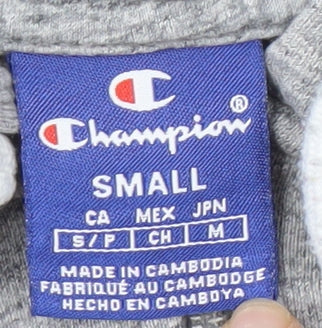 Champion®
SMALL
CA MEX JPN
S/P CH M
MADE IN CAMBODIA
FABRIQUÉ AU CAMBODGE
HECHO EN CAMBOYA